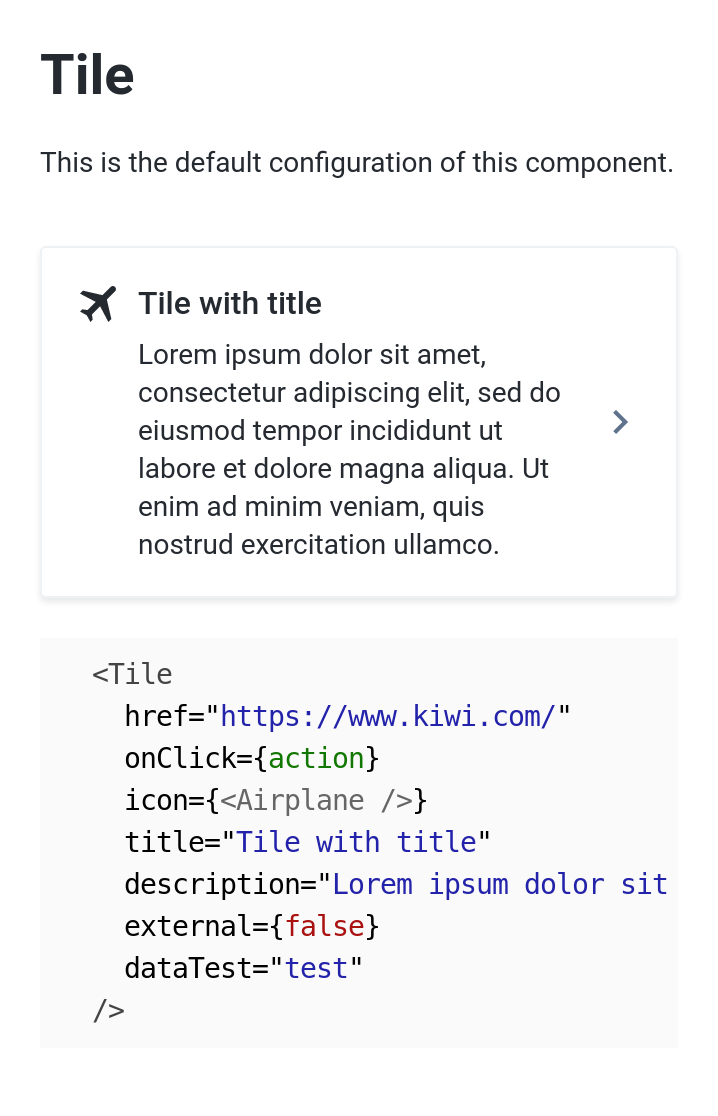 Tile
This is the default configuration of this component.
Tile with title
Lorem ipsum dolor sit amet,
consectetur adipiscing elit, sed do
eiusmod tempor incididunt ut
labore et dolore magna aliqua. Ut
enim ad minim veniam, quis
nostrud exercitation ullamco.
<Tile
  href="https://www.kiwi.com/"
  onClick={action}
  icon={<Airplane />}
  title="Tile with title"
  description="Lorem ipsum dolor sit
  external={false}
  dataTest="test"
/>